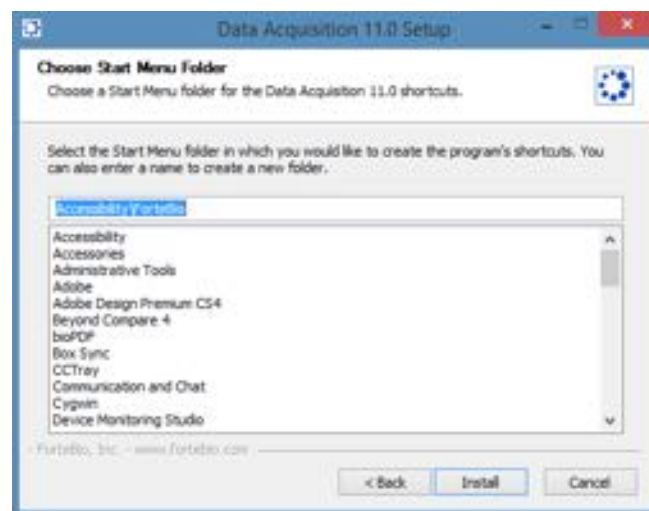 Data Acquisition 11.0 Setup
Choose Start Menu Folder
Choose a Start Menu folder for the Data Acquisition 11.0 shortcuts.
Select the Start Menu folder in which you would like to create the program's shortcuts. You
can also enter a name to create a new folder.
Accessibility\ForteBio
Accessibility
Accessories
Administrative Tools
Adobe
Adobe Design Premium CS4
Beyond Compare 4
bioPDF
Box Sync
CCTray
Communication and Chat
Cygwin
Device Monitoring Studio
ForteBio, Inc. - www.fortebio.com
< Back
Install
Cancel